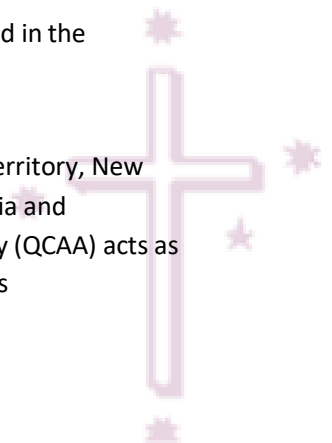 d in the
erritory, New
ia and
y (QCAA) acts as
s